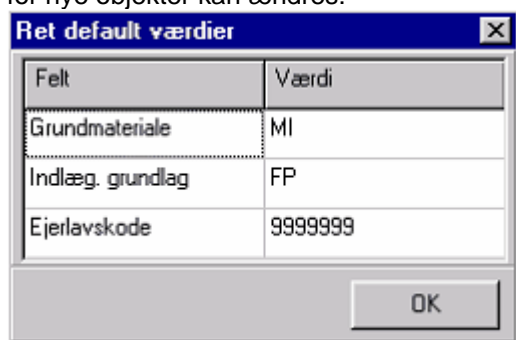 for nye objekter kan ændres.
Ret default værdier
Felt Værdi
Grundmateriale MI
Indlæg. grundlag FP
Ejerlavskode 9999999
OK